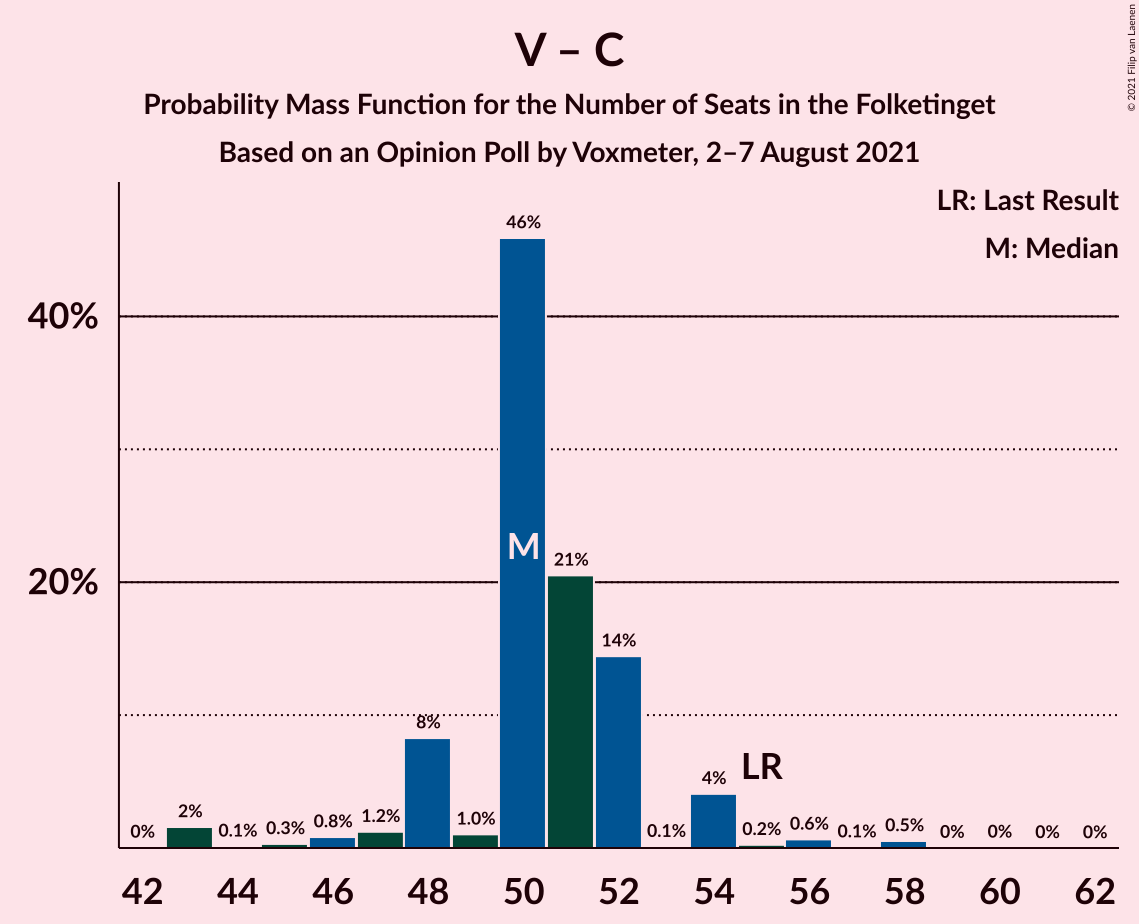 V – C
Probability Mass Function for the Number of Seats in the Folketinget
Based on an Opinion Poll by Voxmeter, 2–7 August 2021
© 2021 Filip van Laenen
LR: Last Result
M: Median
46%
40%
M
21%
20%
14%
8%
LR
4%
0%
2%
0.1%
0.3%
0.8%
1.2%
1.0%
0.1%
0.2%
0.6%
0.1%
0.5%
0%
0%
0%
0%
42 44 46 48 50 52 54 56 58 60 62